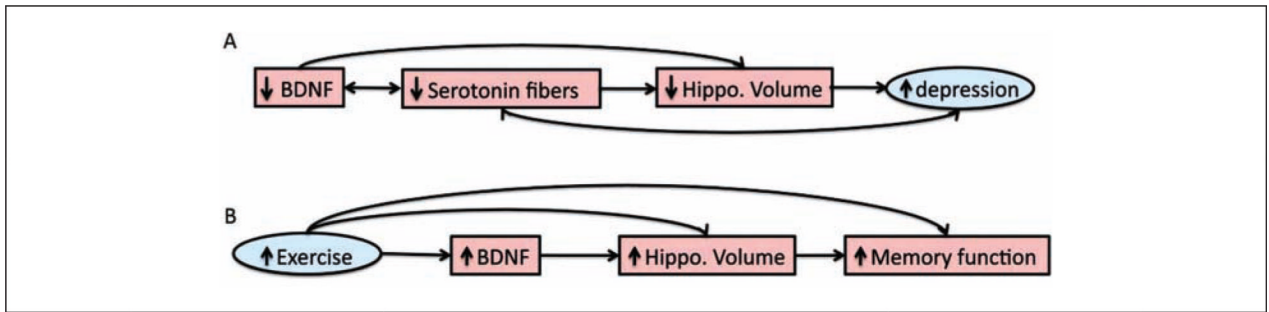 A
↓ BDNF
↓ Serotonin fibers
↓ Hippo. Volume
↑ depression
B
↑ Exercise
↑ BDNF
↑ Hippo. Volume
↑ Memory function